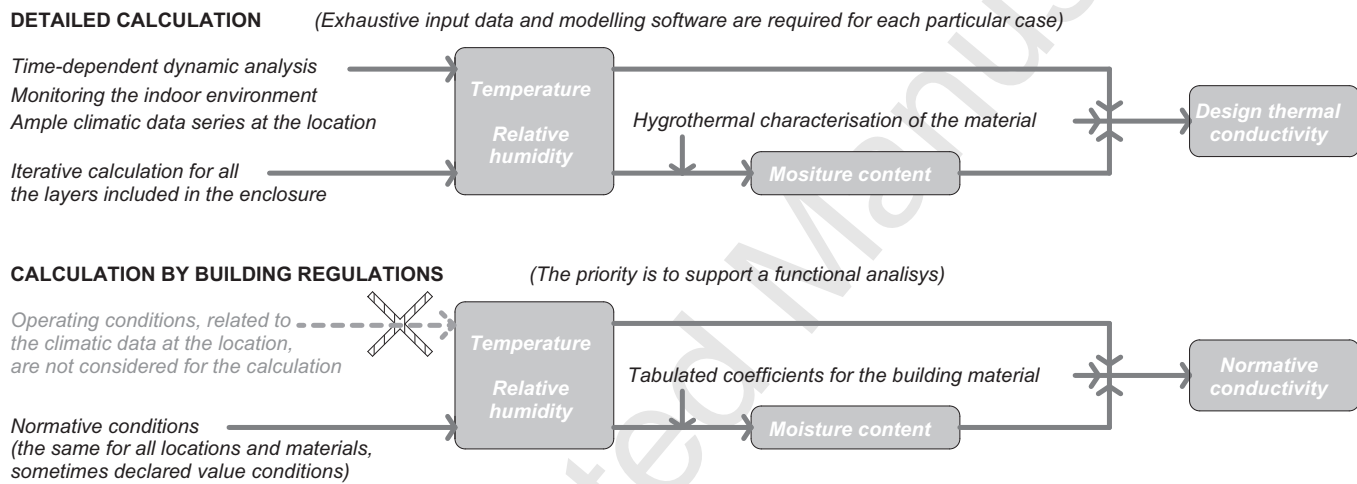 DETAILED CALCULATION (Exhaustive input data and modelling software are required for each particular case)
Time-dependent dynamic analysis
Monitoring the indoor environment
Ample climatic data series at the location
Iterative calculation for all
the layers included in the enclosure
Temperature
Relative
humidity
Hygrothermal characterisation of the material
Mositure content
Design thermal
conductivity
CALCULATION BY BUILDING REGULATIONS (The priority is to support a functional analisys)
Operating conditions, related to
the climatic data at the location,
are not considered for the calculation
Normative conditions
(the same for all locations and materials,
sometimes declared value conditions)
Temperature
Relative
humidity
Tabulated coefficients for the building material
Moisture content
Normative
conductivity